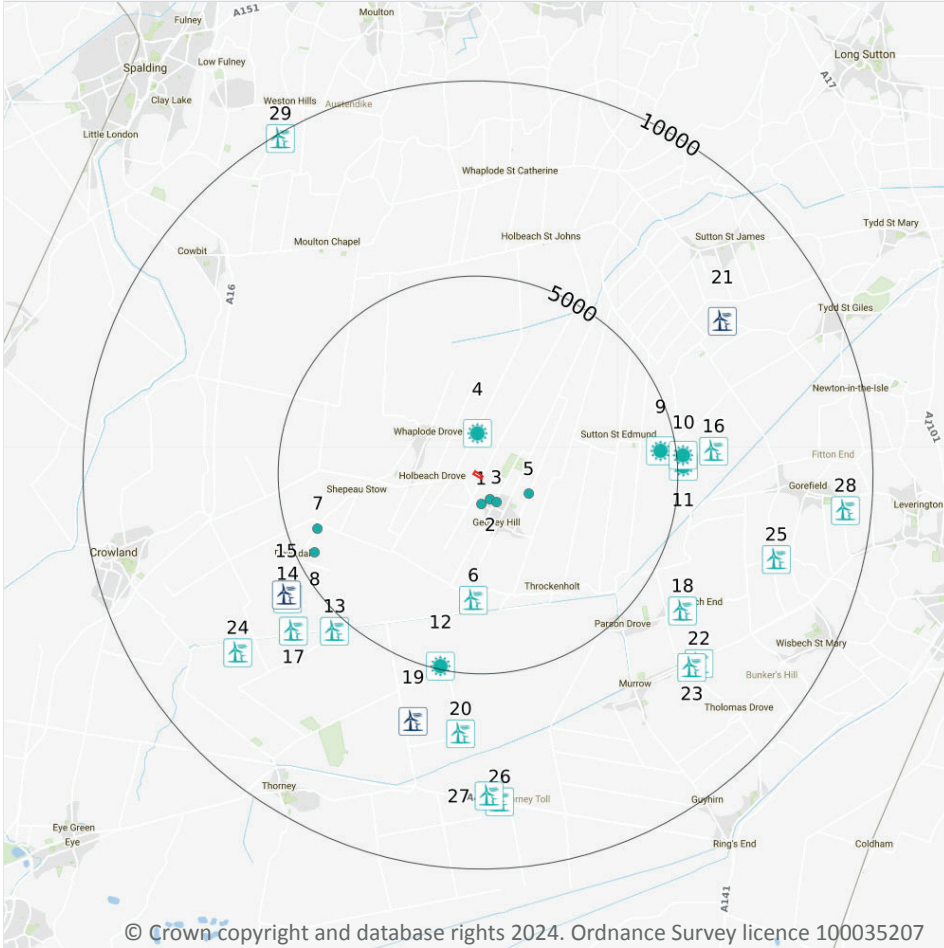 A151
Fulney
Moulton
Low Fulney
Spalding
Long Sutton
A17
Clay Lake
Weston Hills
Austendike
29
Little London
10000
Whaplode St Catherine
Tydd St Mary
Cowbit
Moulton Chapel
Holbeach St Johns
Sutton St James
21
A16
5000
Tydd St Giles
4
Newton-in-the-Isle
9
10
16
A1101
Whaplode Drove
Sutton St Edmund
Fitton End
Holbeach Drove
1
3
5
Shepeau Stow
Gorefield
28
7
11
Leverington
2
Gedney Hill
25
Crowland
15
14
8
6
Throckenholt
18
13
12
Parson Drove
24
17
22
Wisbech St Mary
19
23
Murrow
Bunker's Hill
20
Tholomas Drove
26
27
Thorney
Guyhirn
Eye Green
Eye
Ring's End
Coldham
A141
© Crown copyright and database rights 2024. Ordnance Survey licence 100035207